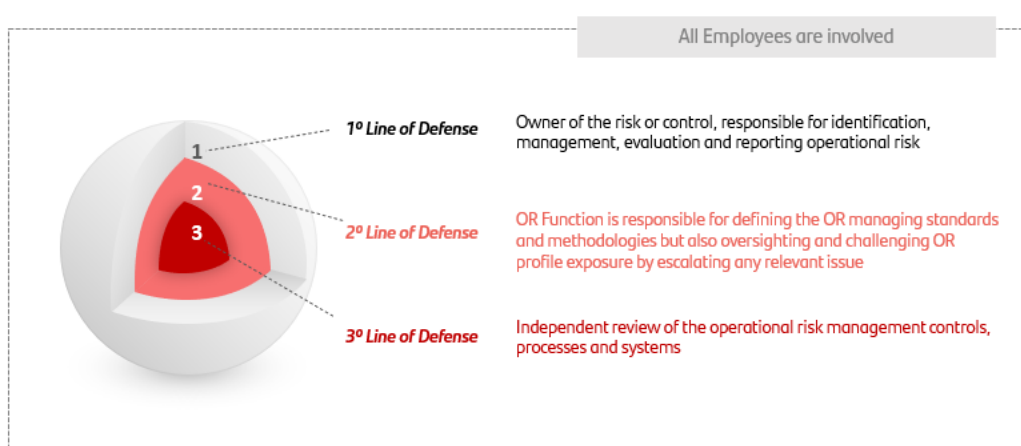 All Employees are involved
1
1º Line of Defense
Owner of the risk or control, responsible for identification,
management, evaluation and reporting operational risk
2
2º Line of Defense
OR Function is responsible for defining the OR managing standards
and methodologies but also oversighting and challenging OR
profile exposure by escalating any relevant issue
3
3º Line of Defense
Independent review of the operational risk management controls,
processes and systems